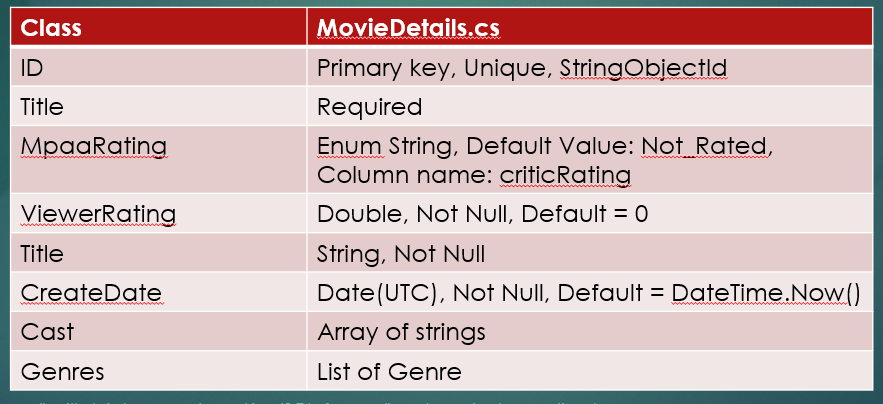 Class MovieDetails.cs
ID Primary key, Unique, StringObjectId
Title Required
MpaaRating Enum String, Default Value: Not_Rated,
Column name: criticRating
ViewerRating Double, Not Null, Default = 0
Title String, Not Null
CreateDate Date(UTC), Not Null, Default = DateTime.Now()
Cast Array of strings
Genres List of Genre